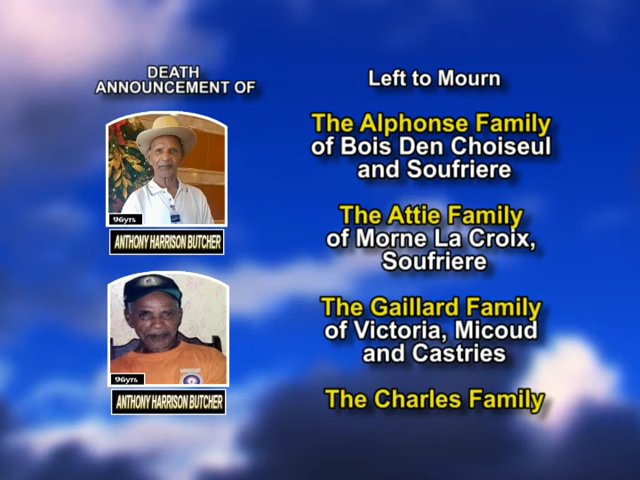 DEATH
ANNOUNCEMENT OF
96yrs
ANTHONY HARRISON BUTCHER
96yrs
ANTHONY HARRISON BUTCHER
Left to Mourn
The Alphonse Family
of Bois Den Choiseul
and Soufriere
The Attie Family
of Morne La Croix,
Soufriere
The Gaillard Family
of Victoria, Micoud
and Castries
The Charles Family